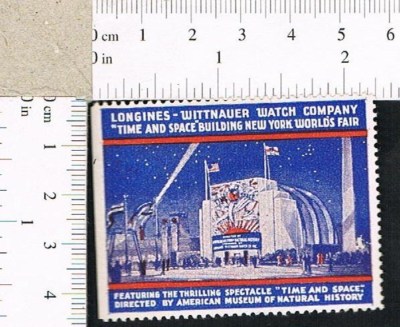 0 cm 1 2 3 4 5 6
0 in 1 2
0 in
0 cm
1
2
1
3
4
LONGINES - WITTNAUER WATCH COMPANY
"TIME AND SPACE" BUILDING NEW YORK WORLD'S FAIR
FEATURING THE THRILLING SPECTACLE "TIME AND SPACE",
DIRECTED BY AMERICAN MUSEUM OF NATURAL HISTORY